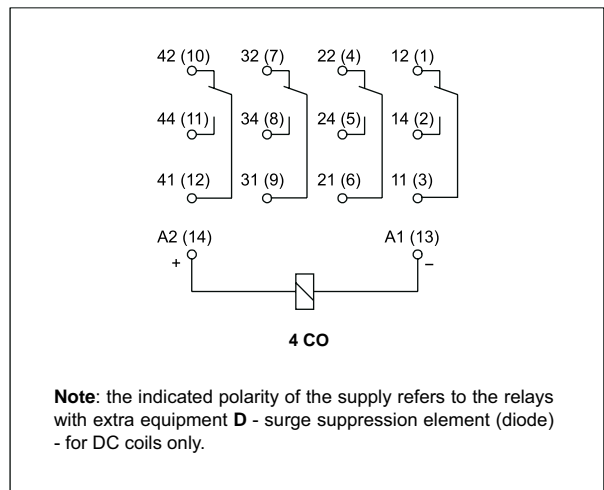 42 (10) 32 (7) 22 (4) 12 (1)
44 (11) 34 (8) 24 (5) 14 (2)
41 (12) 31 (9) 21 (6) 11 (3)
A2 (14) A1 (13)
+ –
4 CO
Note: the indicated polarity of the supply refers to the relays
with extra equipment D - surge suppression element (diode)
- for DC coils only.